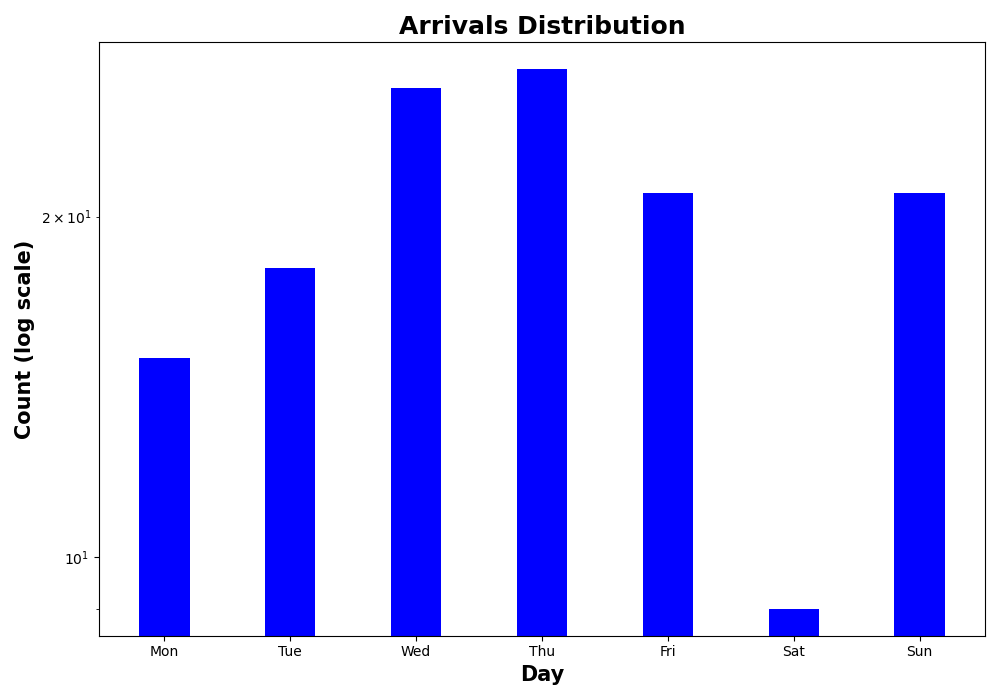 Arrivals Distribution
Count (log scale)
2 × 10¹
10¹
Mon Tue Wed Thu Fri Sat Sun
Day